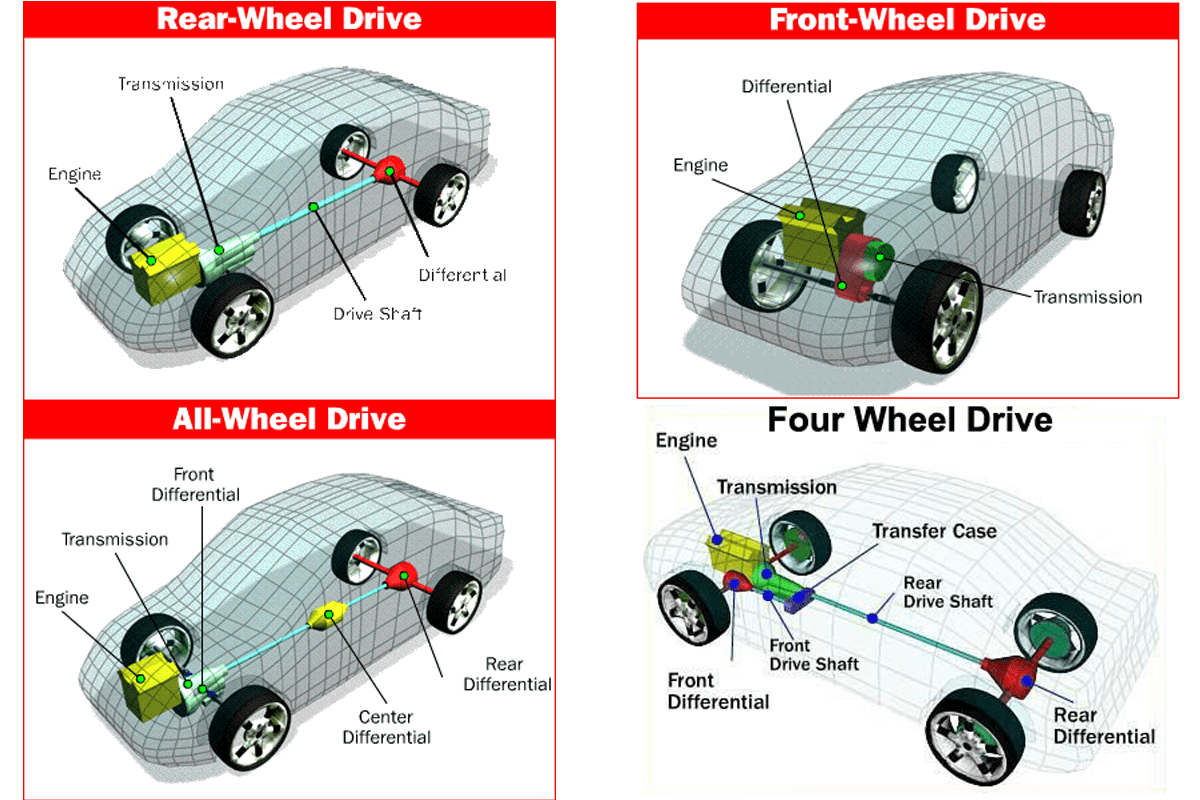 Rear-Wheel Drive
Transmission
Engine
Differential
Drive Shaft
Front-Wheel Drive
Differential
Engine
Transmission
All-Wheel Drive
Front
Differential
Transmission
Engine
Rear
Differential
Center
Differential
Four Wheel Drive
Engine
Transmission
Transfer Case
Rear
Drive Shaft
Front
Drive Shaft
Front
Differential
Rear
Differential